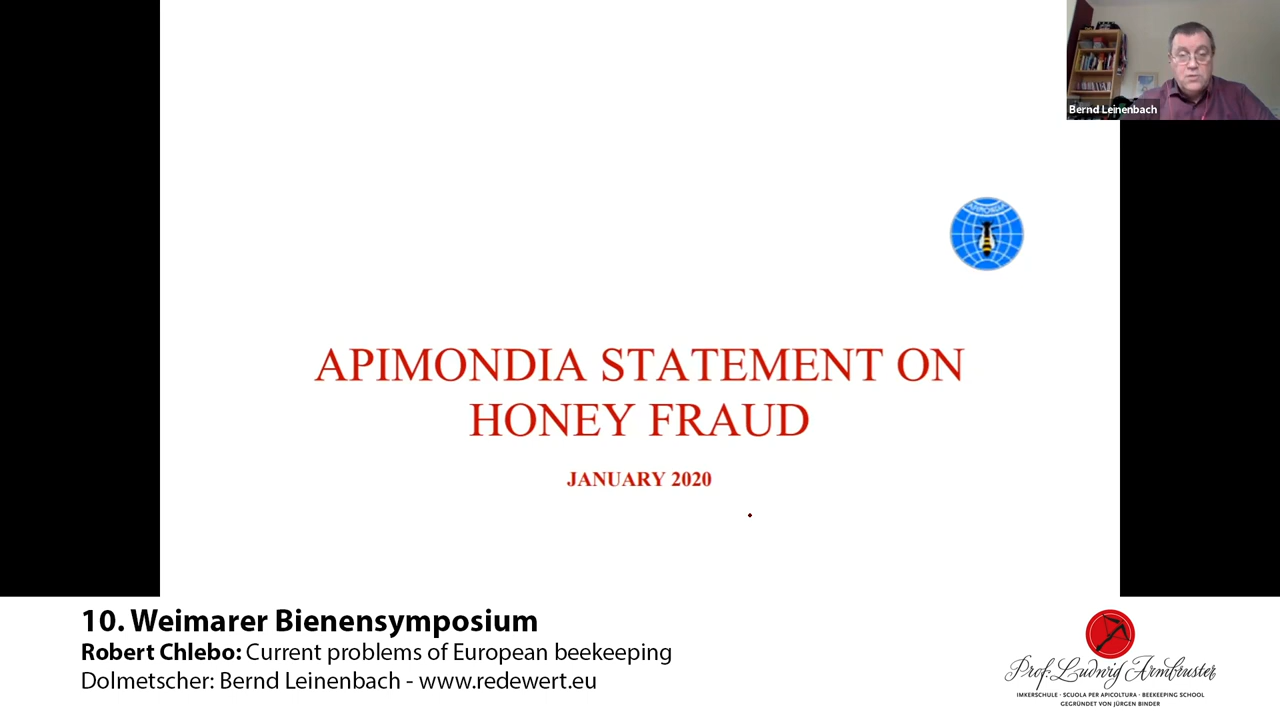 Bernd Leinenbach
APIMONDIA
APIMONDIA STATEMENT ON
HONEY FRAUD
JANUARY 2020
10. Weimarer Bienensymposium
Robert Chlebo: Current problems of European beekeeping
Dolmetscher: Bernd Leinenbach - www.redewert.eu
Prof. Ludwig Armbruster
IMKERSCHULE · SCUOLA PER APICOLTURA · BEEKEEPING SCHOOL
GEGRÜNDET VON JÜRGEN BINDER